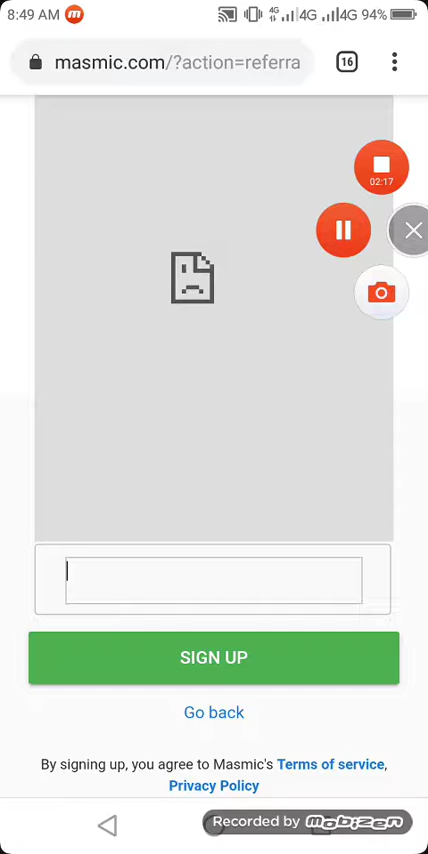 8:49 AM 4G 4G 4G 94%
masmic.com/?action=referra 16
02:17
SIGN UP
Go back
By signing up, you agree to Masmic's Terms of service,
Privacy Policy
Recorded by mobizen